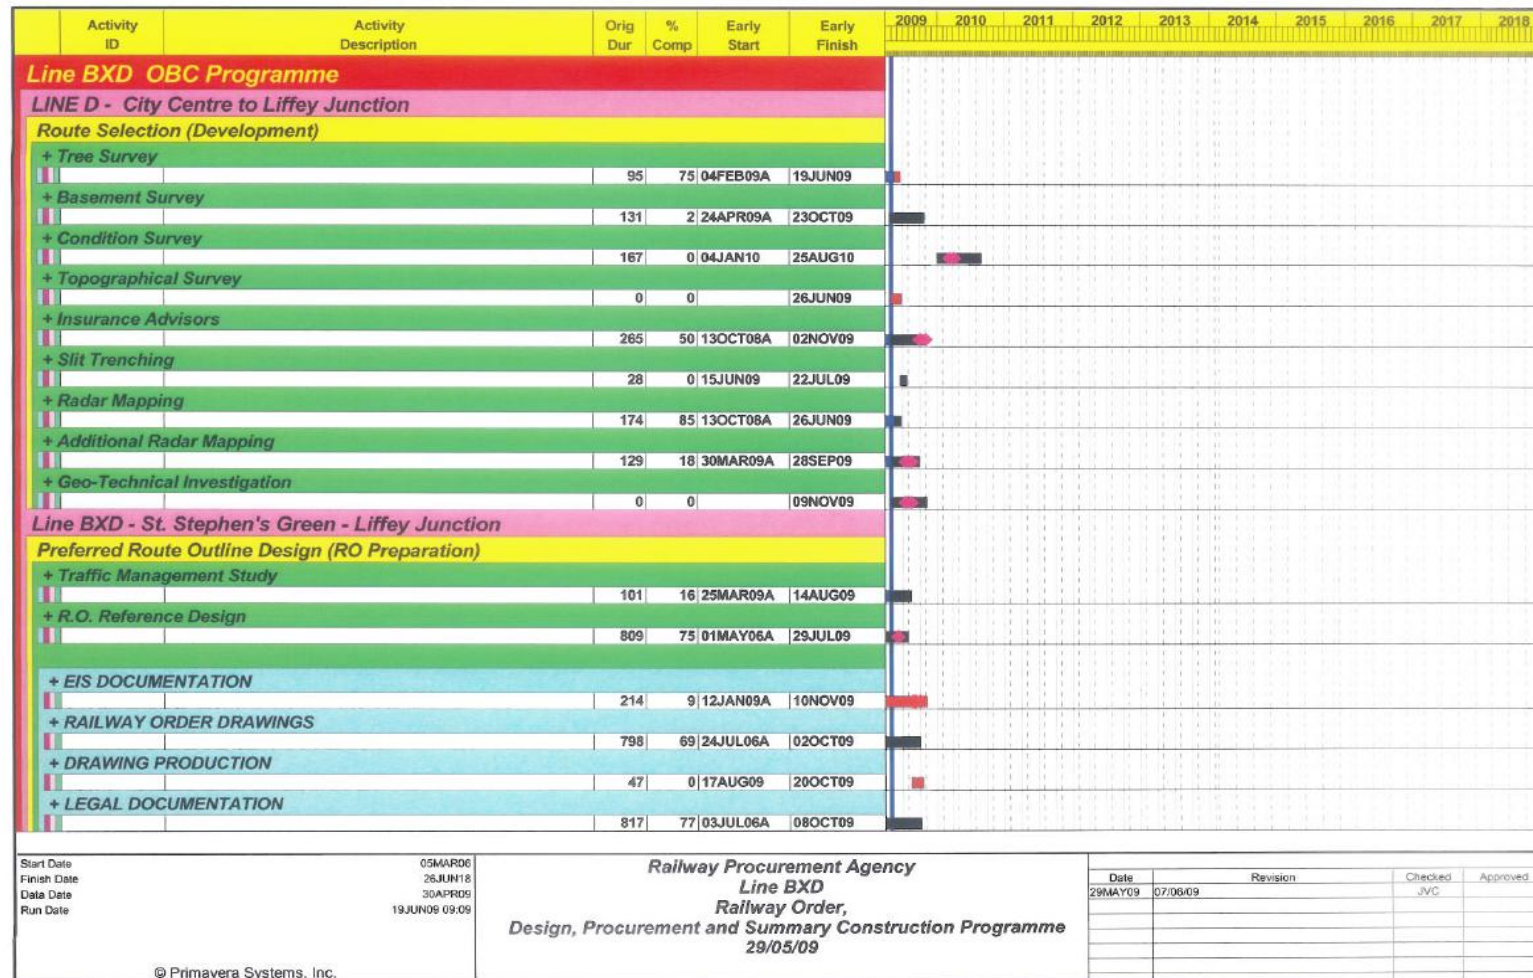 Activity ID Activity Description Orig Dur % Comp Early Start Early Finish 2009 2010 2011 2012 2013 2014 2015 2016 2017 2018
Line BXD OBC Programme
LINE D - City Centre to Liffey Junction
Route Selection (Development)
+ Tree Survey
95 75 04FEB09A 19JUN09
+ Basement Survey
131 2 24APR09A 23OCT09
+ Condition Survey
167 0 04JAN10 25AUG10
+ Topographical Survey
0 0 26JUN09
+ Insurance Advisors
265 50 13OCT08A 02NOV09
+ Slit Trenching
28 0 15JUN09 22JUL09
+ Radar Mapping
174 85 13OCT08A 26JUN09
+ Additional Radar Mapping
129 18 30MAR09A 28SEP09
+ Geo-Technical Investigation
0 0 09NOV09
Line BXD - St. Stephen's Green - Liffey Junction
Preferred Route Outline Design (RO Preparation)
+ Traffic Management Study
101 16 25MAR09A 14AUG09
+ R.O. Reference Design
809 75 01MAY06A 29JUL09
+ EIS DOCUMENTATION
214 9 12JAN09A 10NOV09
+ RAILWAY ORDER DRAWINGS
798 69 24JUL06A 02OCT09
+ DRAWING PRODUCTION
47 0 17AUG09 20OCT09
+ LEGAL DOCUMENTATION
817 77 03JUL06A 08OCT09
Start Date 05MAR06
Finish Date 26JUN18
Data Date 30APR09
Run Date 19JUN09 09:09
© Primavera Systems, Inc.
Railway Procurement Agency
Line BXD
Railway Order,
Design, Procurement and Summary Construction Programme
29/05/09
Date Revision Checked Approved
29MAY09 07/06/09 JVC